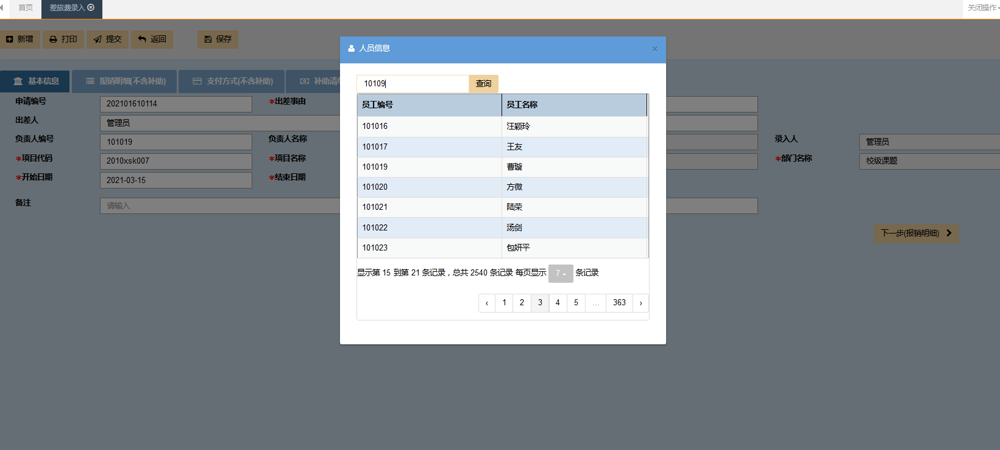 首页 差旅费录入 关闭操作
新增 打印 提交 返回 保存
人员信息 ×
基本信息 报销明细(不含补助) 支付方式(不含补助) 补助清单
10109 查询
员工编号 员工名称
101016 汪颖玲
101017 王友
101019 曹璇
101020 方微
101021 陆荣
101022 汤剑
101023 包妍平
显示第 15 到第 21 条记录，总共 2540 条记录 每页显示 7 条记录
‹ 1 2 3 4 5 ... 363 ›
申请编号 202101610114 *出差事由
出差人 管理员
负责人编号 101019 负责人名称 录入人 管理员
*项目代码 2010xsk007 *项目名称 *部门名称 校级课题
*开始日期 2021-03-15 *结束日期
备注 请输入
下一步(报销明细)